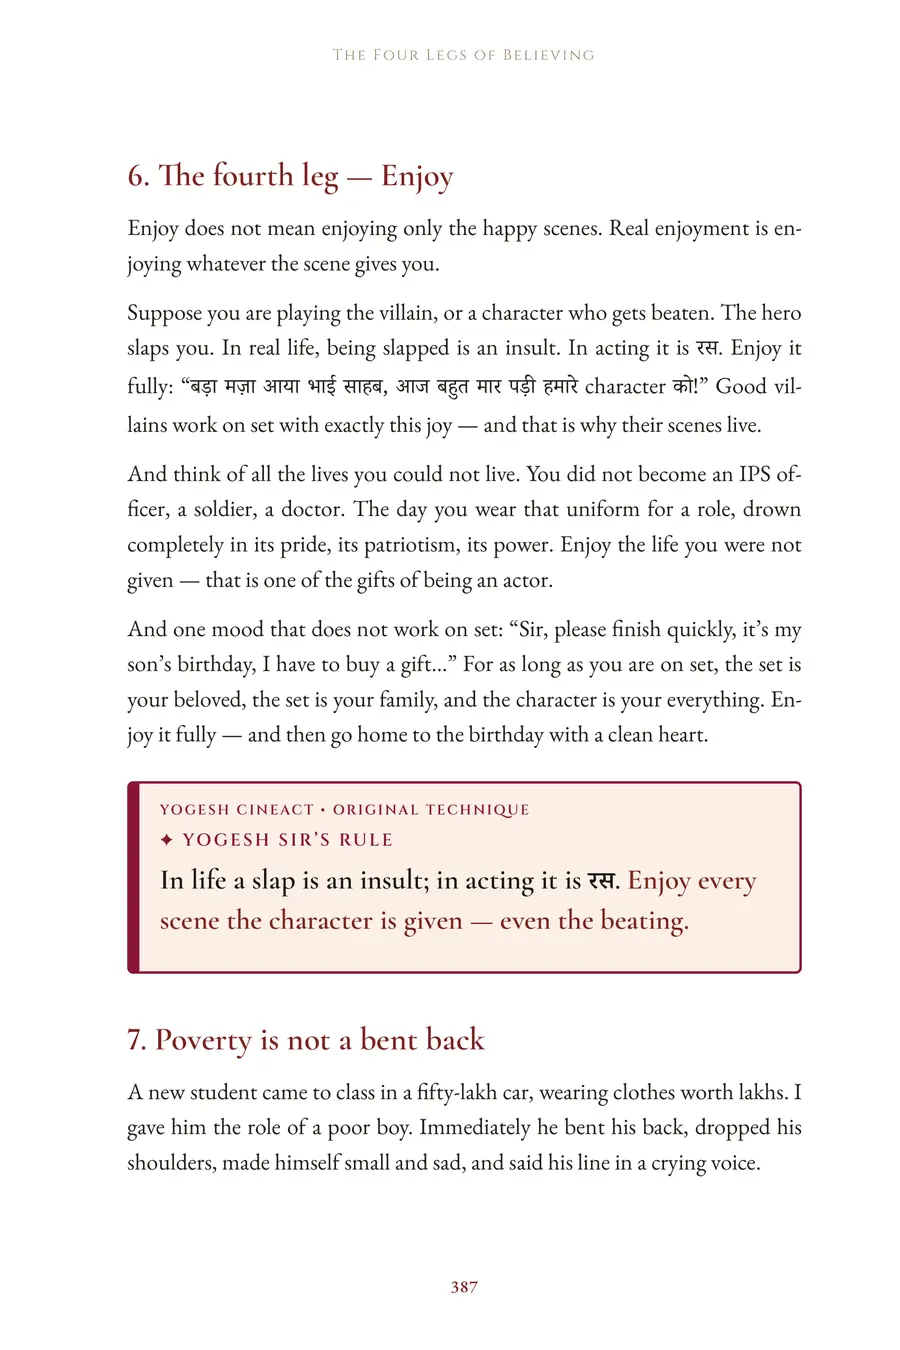 The Four Legs of Believing
6. The fourth leg — Enjoy
Enjoy does not mean enjoying only the happy scenes. Real enjoyment is en-
joying whatever the scene gives you.
Suppose you are playing the villain, or a character who gets beaten. The hero
slaps you. In real life, being slapped is an insult. In acting it is रस. Enjoy it
fully: “बड़ा मज़ा आया भाई साहब, आज बहुत मार पड़ी हमारे character को!” Good vil-
lains work on set with exactly this joy — and that is why their scenes live.
And think of all the lives you could not live. You did not become an IPS of-
ficer, a soldier, a doctor. The day you wear that uniform for a role, drown
completely in its pride, its patriotism, its power. Enjoy the life you were not
given — that is one of the gifts of being an actor.
And one mood that does not work on set: “Sir, please finish quickly, it’s my
son’s birthday, I have to buy a gift…” For as long as you are on set, the set is
your beloved, the set is your family, and the character is your everything. En-
joy it fully — and then go home to the birthday with a clean heart.
YOGESH CINEACT • ORIGINAL TECHNIQUE
✦ YOGESH SIR’S RULE
In life a slap is an insult; in acting it is रस. Enjoy every
scene the character is given — even the beating.
7. Poverty is not a bent back
A new student came to class in a fifty-lakh car, wearing clothes worth lakhs. I
gave him the role of a poor boy. Immediately he bent his back, dropped his
shoulders, made himself small and sad, and said his line in a crying voice.
387